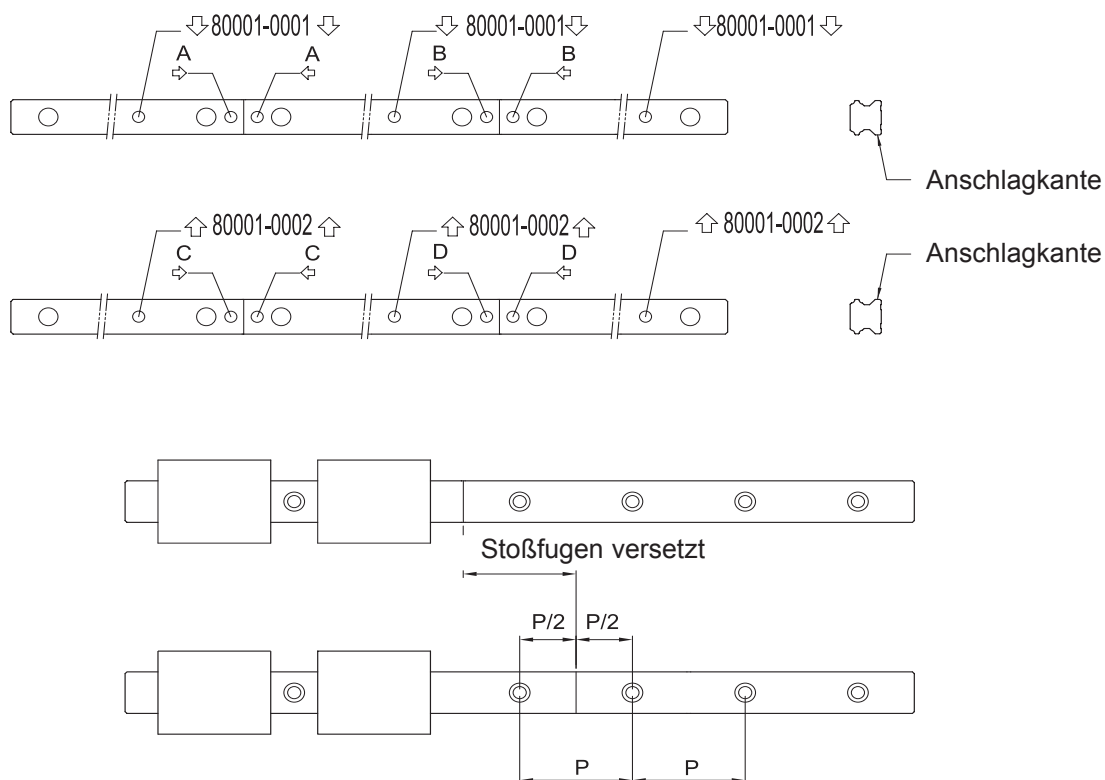 80001-0001 80001-0001 80001-0001
A A B B
Anschlagkante
80001-0002 80001-0002 80001-0002
C C D D
Anschlagkante
Stoßfugen versetzt
P/2 P/2
P P